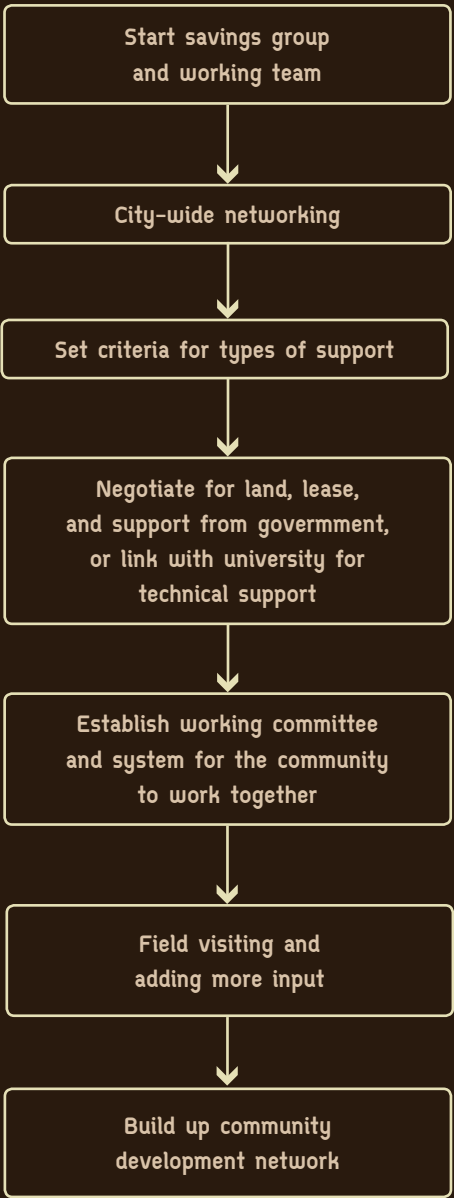 Start savings group
and working team
City-wide networking
Set criteria for types of support
Negotiate for land, lease,
and support from govermment,
or link with university for
technical support
Establish working committee
and system for the community
to work together
Field visiting and
adding more input
Build up community
development network